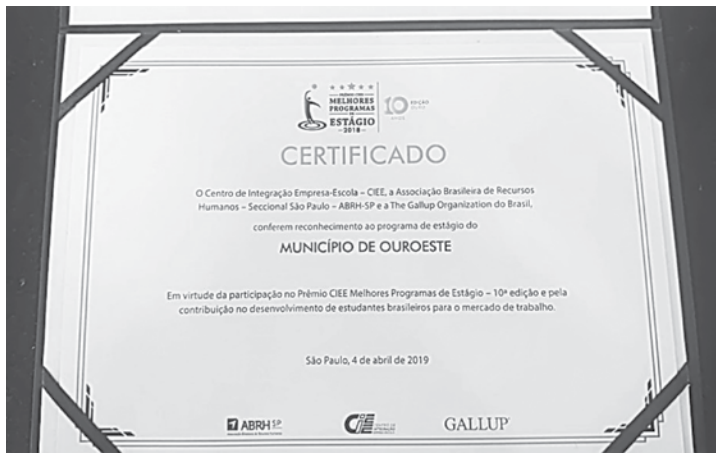 MELHORES
PROGRAMAS
DE
ESTÁGIO
2018
10 EDIÇÃO
anos
CERTIFICADO
O Centro de Integração Empresa-Escola – CIEE, a Associação Brasileira de Recursos
Humanos – Seccional São Paulo – ABRH-SP e a The Gallup Organization do Brasil,
conferem reconhecimento ao programa de estágio do
MUNICÍPIO DE OUROESTE
Em virtude da participação no Prêmio CIEE Melhores Programas de Estágio – 10ª edição e pela
contribuição no desenvolvimento de estudantes brasileiros para o mercado de trabalho.
São Paulo, 4 de abril de 2019
ABRH SP
CIEE
GALLUP